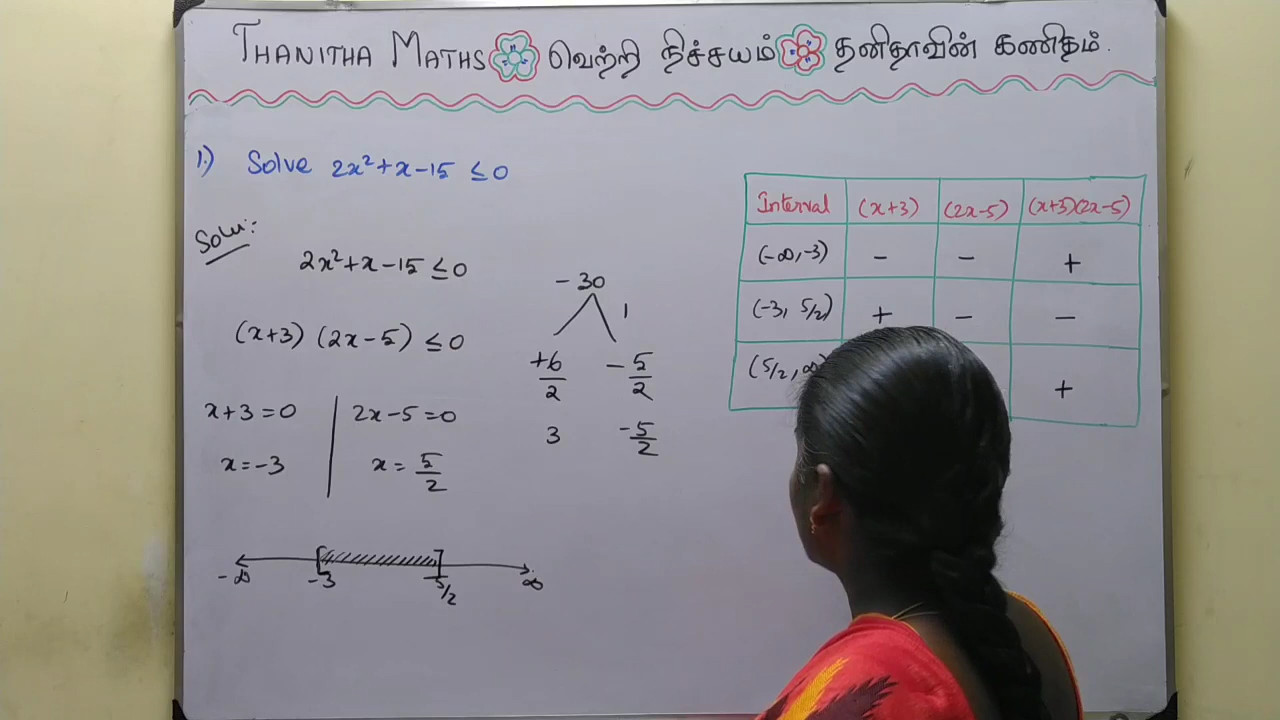 THANITHA MATHS வெற்றி நிச்சயம் தனிதாவின் கணிதம்.
1.) Solve 2x²+x-15 ≤0
Solu:
2x²+x-15 ≤0
(x+3) (2x-5) ≤0
x+3=0 2x-5=0
x=-3 x= 5/2
-∞ -3 5/2 ∞
-30
1
+6/2 -5/2
3 -5/2
Interval (x+3) (2x-5) (x+3)(2x-5)
(-∞,-3) - - +
(-3, 5/2) + - -
(5/2, ∞ +